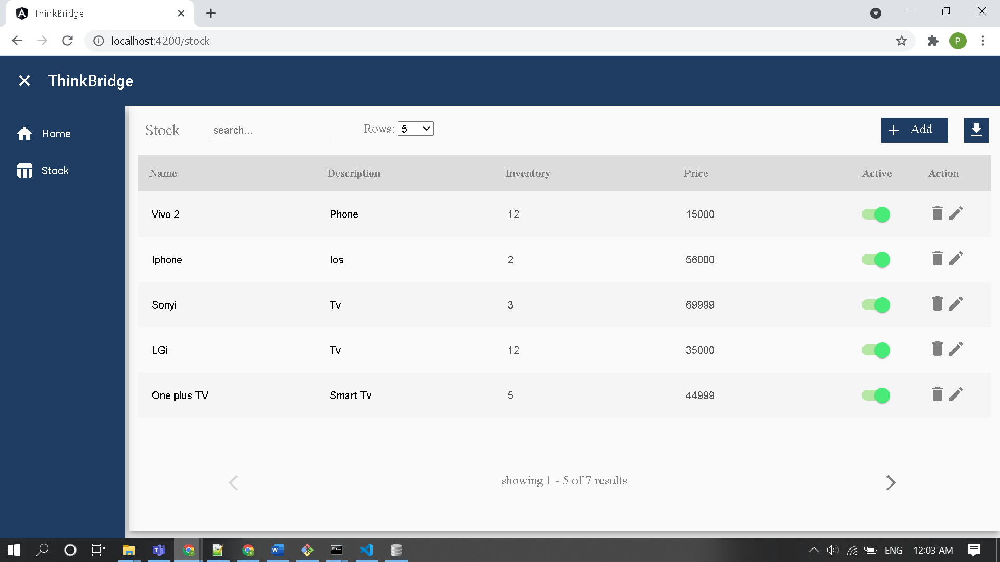 ThinkBridge
localhost:4200/stock
P
ThinkBridge
Home
Stock
Stock search... Rows: 5 Add
Name Description Inventory Price Active Action
Vivo 2 Phone 12 15000
Iphone Ios 2 56000
Sonyi Tv 3 69999
LGi Tv 12 35000
One plus TV Smart Tv 5 44999
showing 1 - 5 of 7 results
ENG 12:03 AM